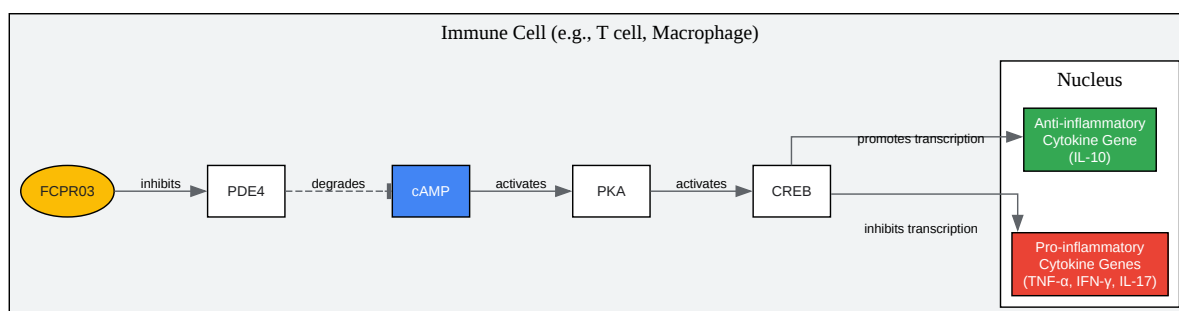 Immune Cell (e.g., T cell, Macrophage)
Nucleus
Anti-inflammatory
Cytokine Gene
(IL-10)
promotes transcription
FCPR03
inhibits
PDE4
degrades
cAMP
activates
PKA
activates
CREB
inhibits transcription
Pro-inflammatory
Cytokine Genes
(TNF-α, IFN-γ, IL-17)